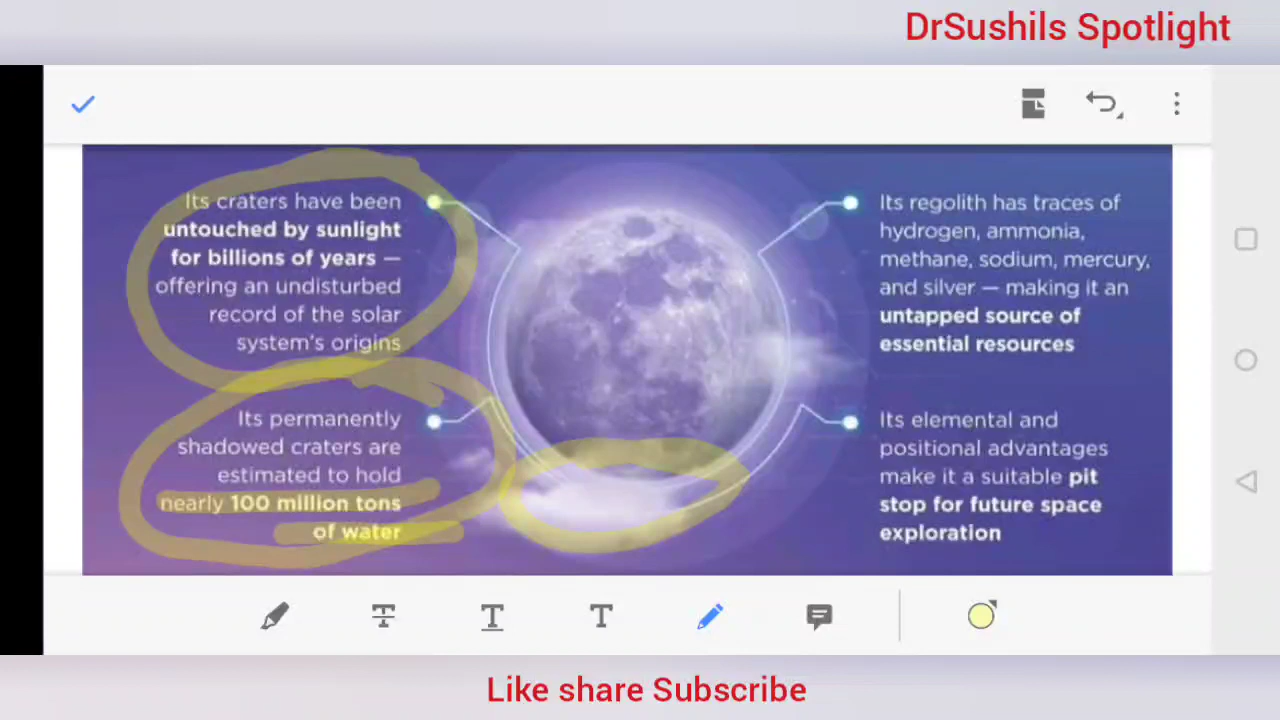 DrSushils Spotlight
Its craters have been
untouched by sunlight
for billions of years —
offering an undisturbed
record of the solar
system's origins
Its permanently
shadowed craters are
estimated to hold
nearly 100 million tons
of water
Its regolith has traces of
hydrogen, ammonia,
methane, sodium, mercury,
and silver — making it an
untapped source of
essential resources
Its elemental and
positional advantages
make it a suitable pit
stop for future space
exploration
Like share Subscribe